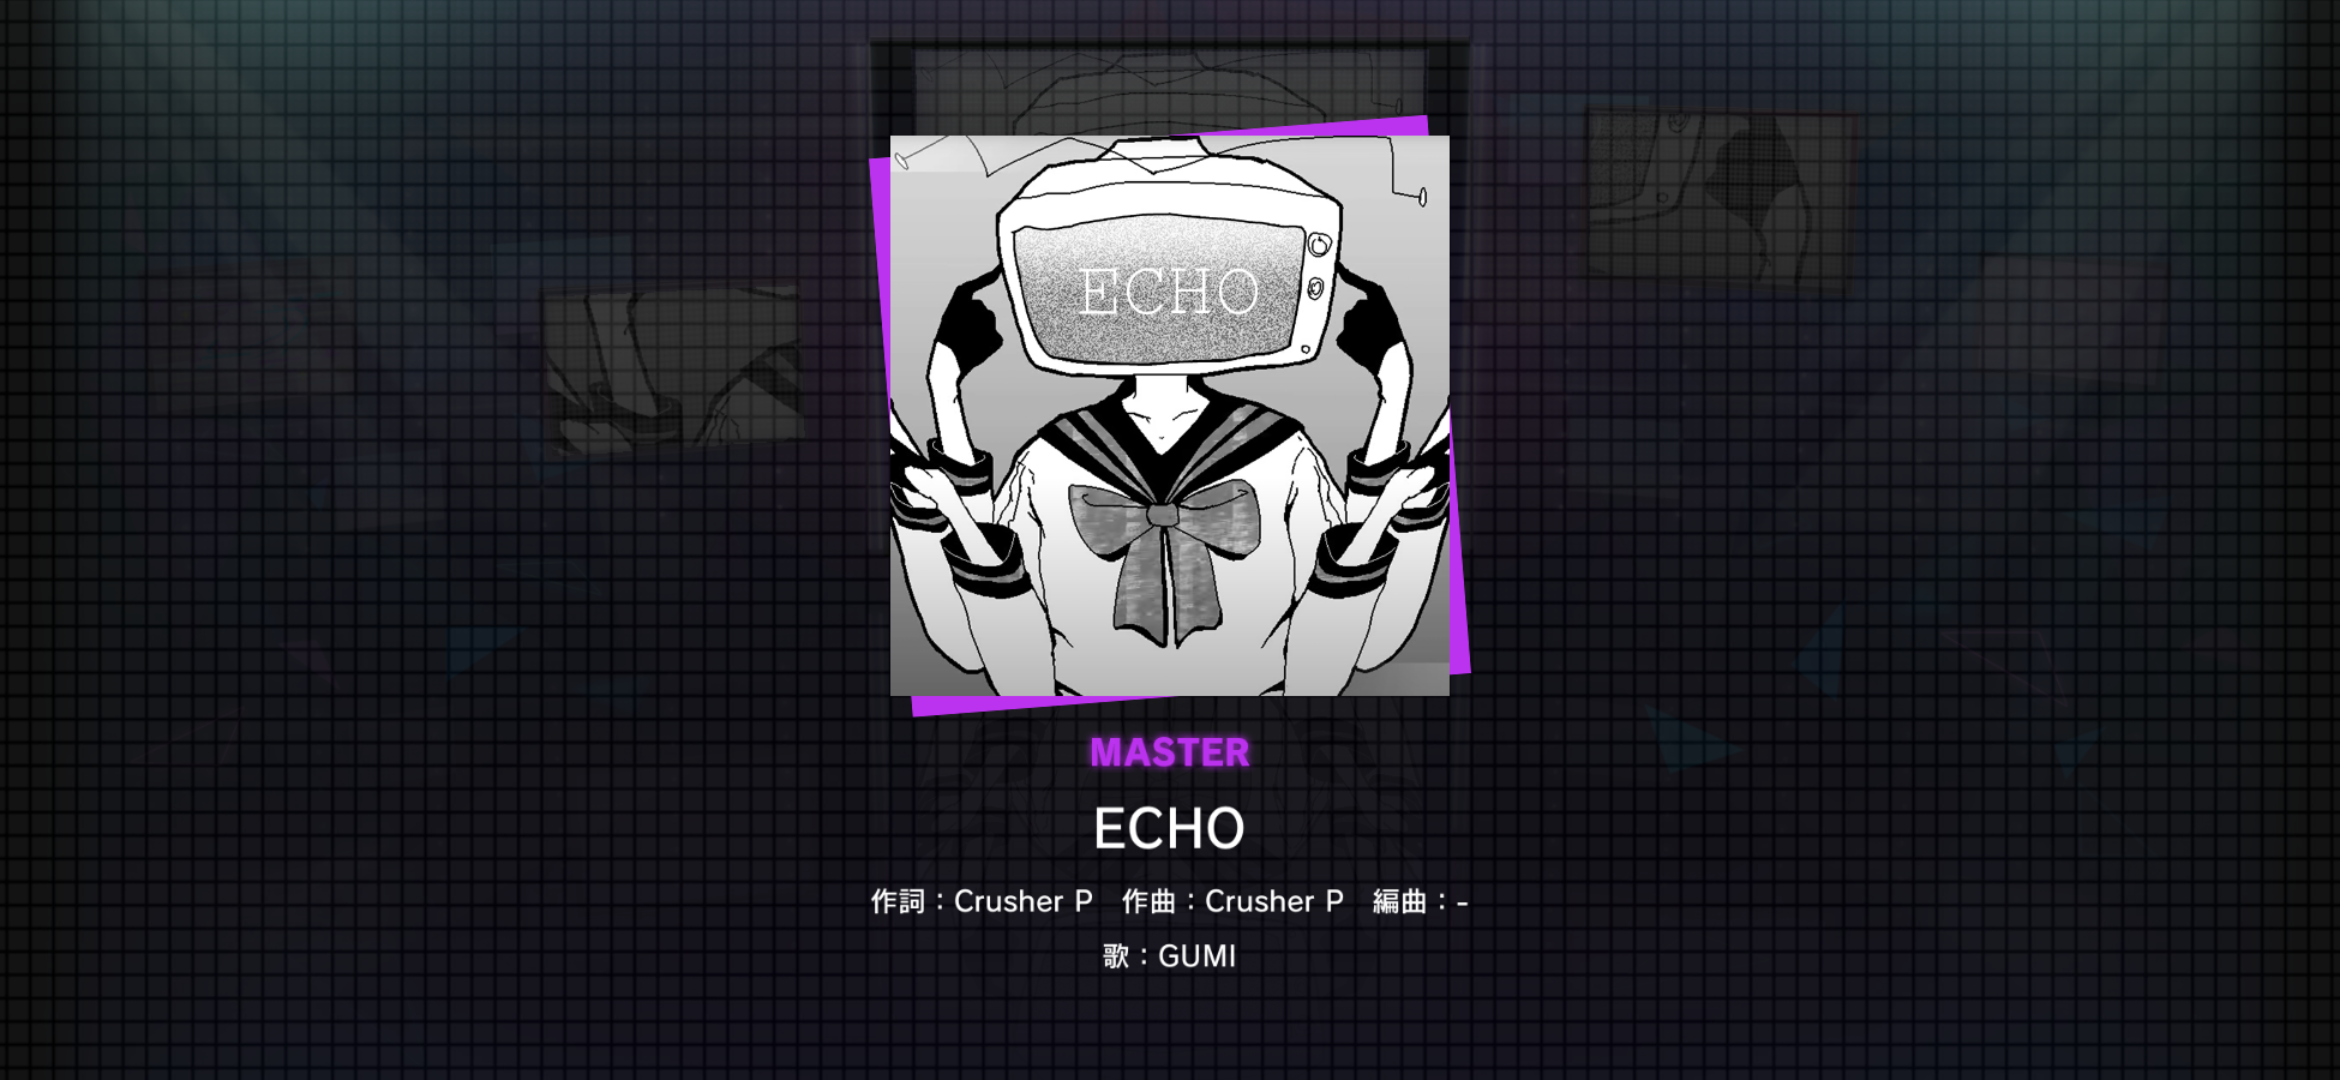 ECHO
MASTER
ECHO
作詞：Crusher P　作曲：Crusher P　編曲：-
歌：GUMI